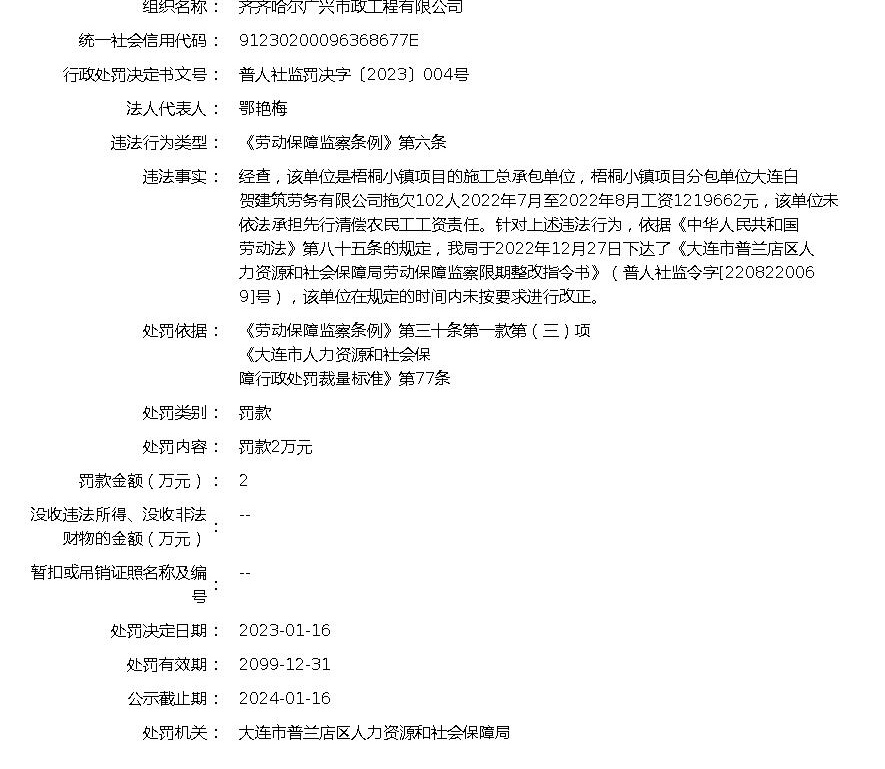 组织名称： 齐齐哈尔广兴市政工程有限公司
统一社会信用代码： 91230200096368677E
行政处罚决定书文号： 普人社监罚决字〔2023〕004号
法人代表人： 鄂艳梅
违法行为类型： 《劳动保障监察条例》第六条
违法事实： 经查，该单位是梧桐小镇项目的施工总承包单位，梧桐小镇项目分包单位大连白
贺建筑劳务有限公司拖欠102人2022年7月至2022年8月工资1219662元，该单位未
依法承担先行清偿农民工工资责任。针对上述违法行为，依据《中华人民共和国
劳动法》第八十五条的规定，我局于2022年12月27日下达了《大连市普兰店区人
力资源和社会保障局劳动保障监察限期整改指令书》（普人社监令字[220822006
9]号），该单位在规定的时间内未按要求进行改正。
处罚依据： 《劳动保障监察条例》第三十条第一款第（三）项
《大连市人力资源和社会保
障行政处罚裁量标准》第77条
处罚类别： 罚款
处罚内容： 罚款2万元
罚款金额（万元）： 2
没收违法所得、没收非法
财物的金额（万元）： --
暂扣或吊销证照名称及编
号： --
处罚决定日期： 2023-01-16
处罚有效期： 2099-12-31
公示截止期： 2024-01-16
处罚机关： 大连市普兰店区人力资源和社会保障局